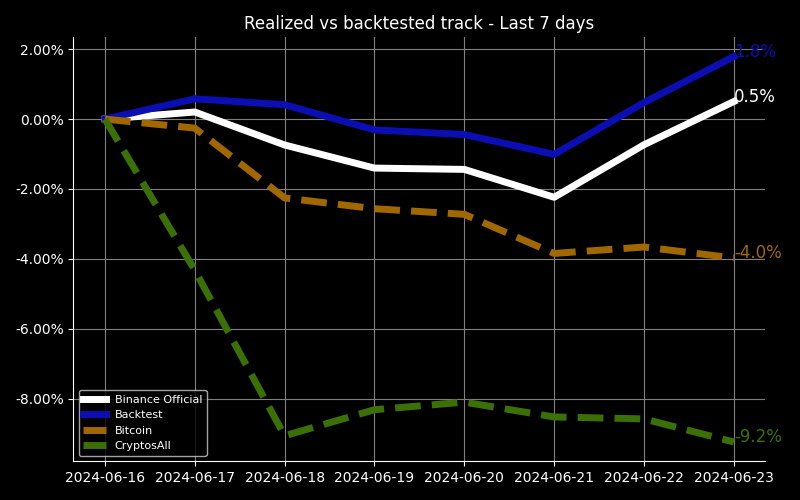 Realized vs backtested track - Last 7 days
2.00%
0.00%
-2.00%
-4.00%
-6.00%
-8.00%
1.8%
0.5%
-4.0%
-9.2%
Binance Official
Backtest
Bitcoin
CryptosAll
2024-06-16 2024-06-17 2024-06-18 2024-06-19 2024-06-20 2024-06-21 2024-06-22 2024-06-23